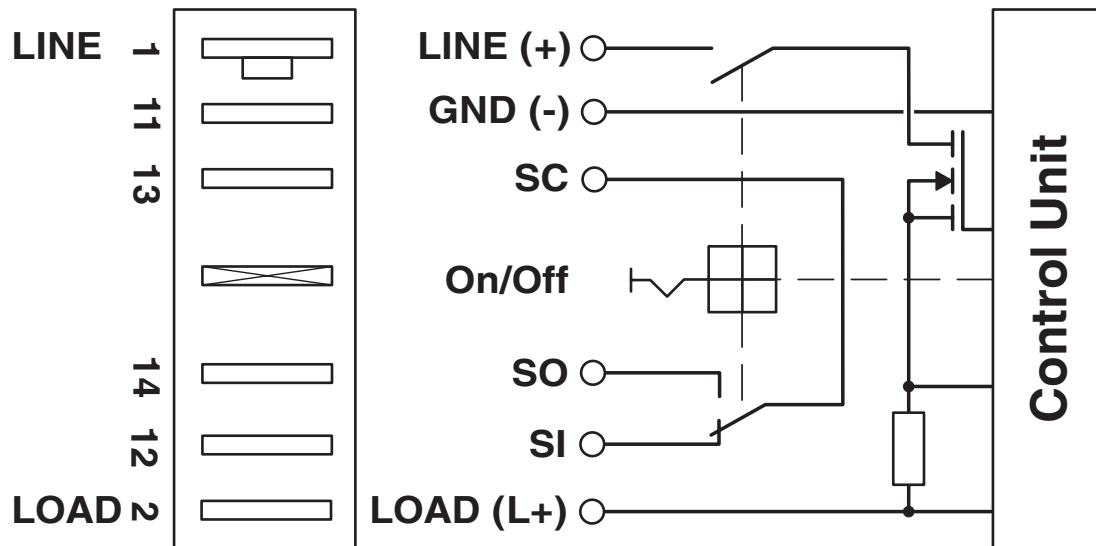 LINE 1 LINE (+)
11 GND (-)
13 SC
On/Off
14 SO
12 SI
LOAD 2 LOAD (L+)
Control Unit